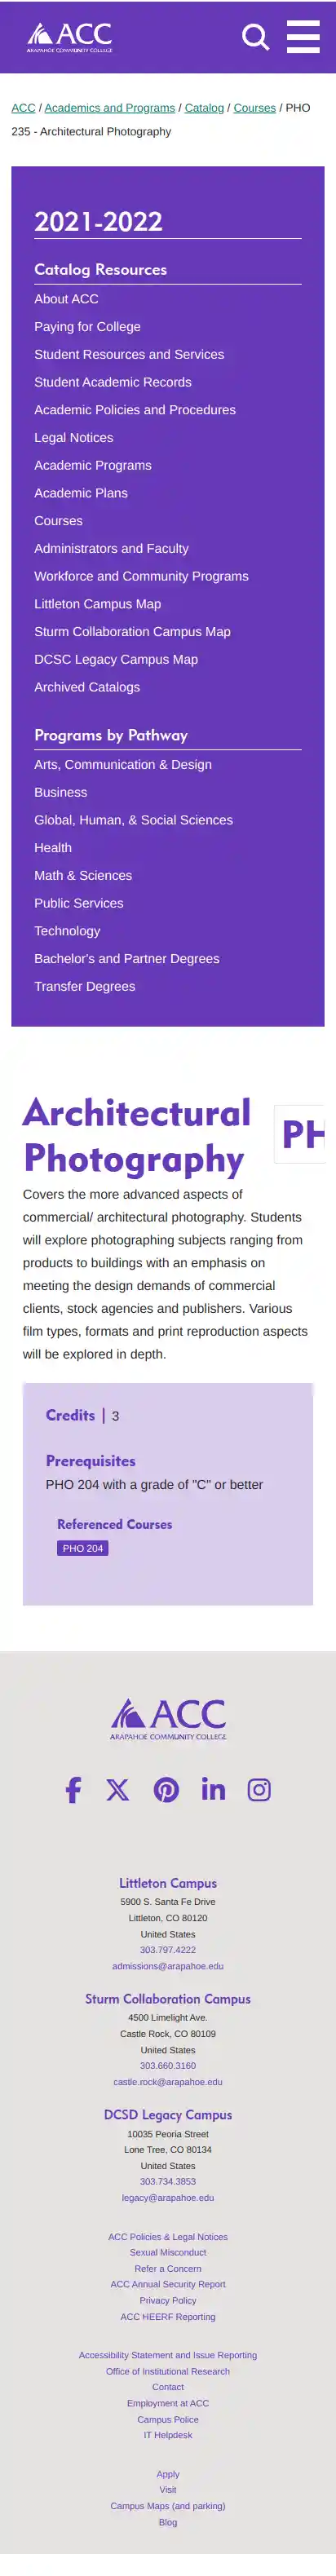 ACC
ARAPAHOE COMMUNITY COLLEGE
ACC / Academics and Programs / Catalog / Courses / PHO
235 - Architectural Photography
2021-2022
Catalog Resources
About ACC
Paying for College
Student Resources and Services
Student Academic Records
Academic Policies and Procedures
Legal Notices
Academic Programs
Academic Plans
Courses
Administrators and Faculty
Workforce and Community Programs
Littleton Campus Map
Sturm Collaboration Campus Map
DCSC Legacy Campus Map
Archived Catalogs
Programs by Pathway
Arts, Communication & Design
Business
Global, Human, & Social Sciences
Health
Math & Sciences
Public Services
Technology
Bachelor's and Partner Degrees
Transfer Degrees
Architectural
Photography
PH
Covers the more advanced aspects of
commercial/ architectural photography. Students
will explore photographing subjects ranging from
products to buildings with an emphasis on
meeting the design demands of commercial
clients, stock agencies and publishers. Various
film types, formats and print reproduction aspects
will be explored in depth.
Credits | 3
Prerequisites
PHO 204 with a grade of "C" or better
Referenced Courses
PHO 204
ACC
ARAPAHOE COMMUNITY COLLEGE
Littleton Campus
5900 S. Santa Fe Drive
Littleton, CO 80120
United States
303.797.4222
admissions@arapahoe.edu
Sturm Collaboration Campus
4500 Limelight Ave.
Castle Rock, CO 80109
United States
303.660.3160
castle.rock@arapahoe.edu
DCSD Legacy Campus
10035 Peoria Street
Lone Tree, CO 80134
United States
303.734.3853
legacy@arapahoe.edu
ACC Policies & Legal Notices
Sexual Misconduct
Refer a Concern
ACC Annual Security Report
Privacy Policy
ACC HEERF Reporting
Accessibility Statement and Issue Reporting
Office of Institutional Research
Contact
Employment at ACC
Campus Police
IT Helpdesk
Apply
Visit
Campus Maps (and parking)
Blog